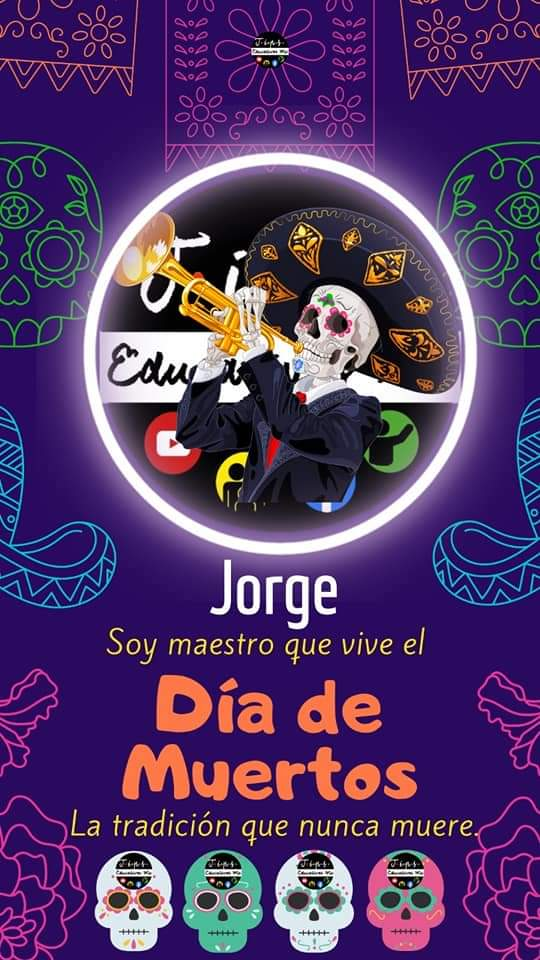 Jorge
Soy maestro que vive el
Día de
Muertos
La tradición que nunca muere.